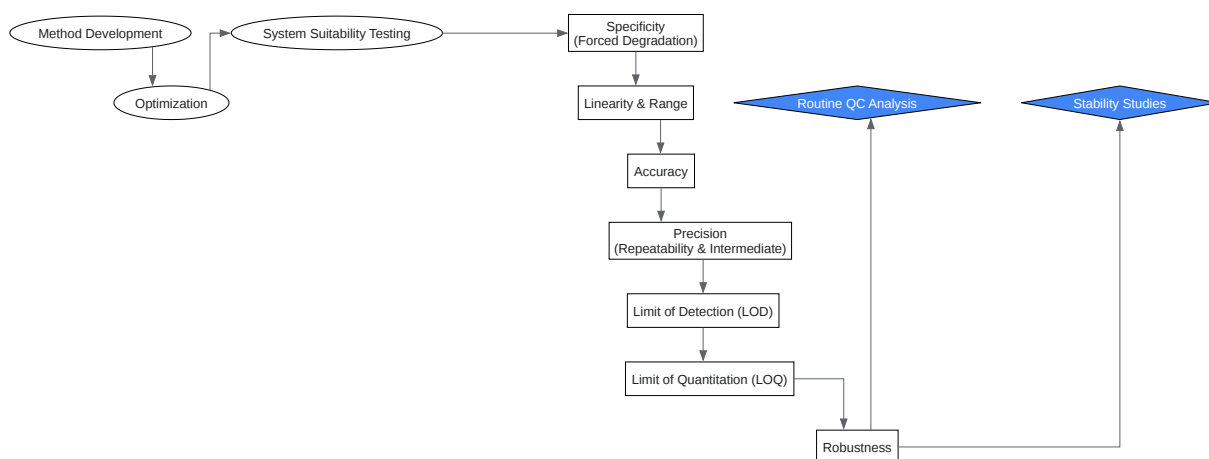 Method Development
Optimization
System Suitability Testing
Specificity
(Forced Degradation)
Linearity & Range
Accuracy
Precision
(Repeatability & Intermediate)
Limit of Detection (LOD)
Limit of Quantitation (LOQ)
Robustness
Routine QC Analysis
Stability Studies